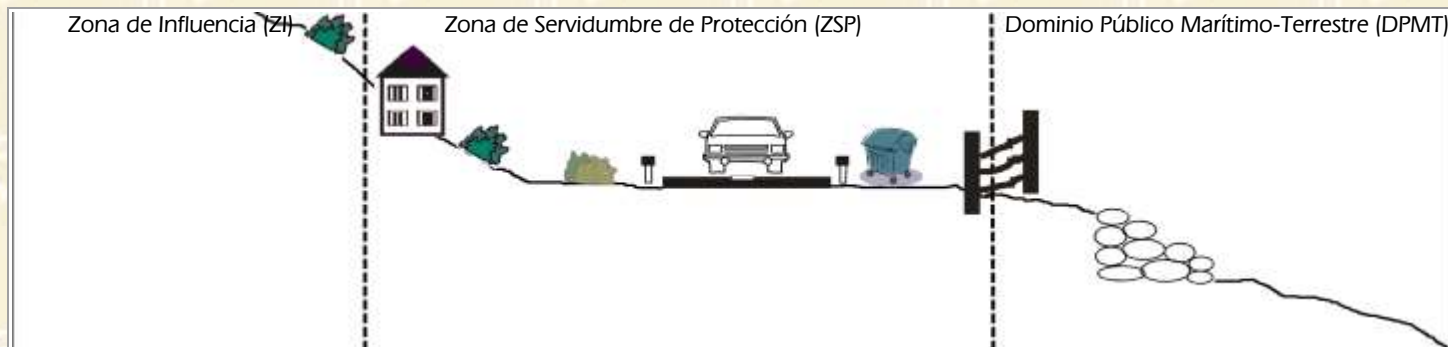 Zona de Influencia (ZI)
Zona de Servidumbre de Protección (ZSP)
Dominio Público Marítimo-Terrestre (DPMT)